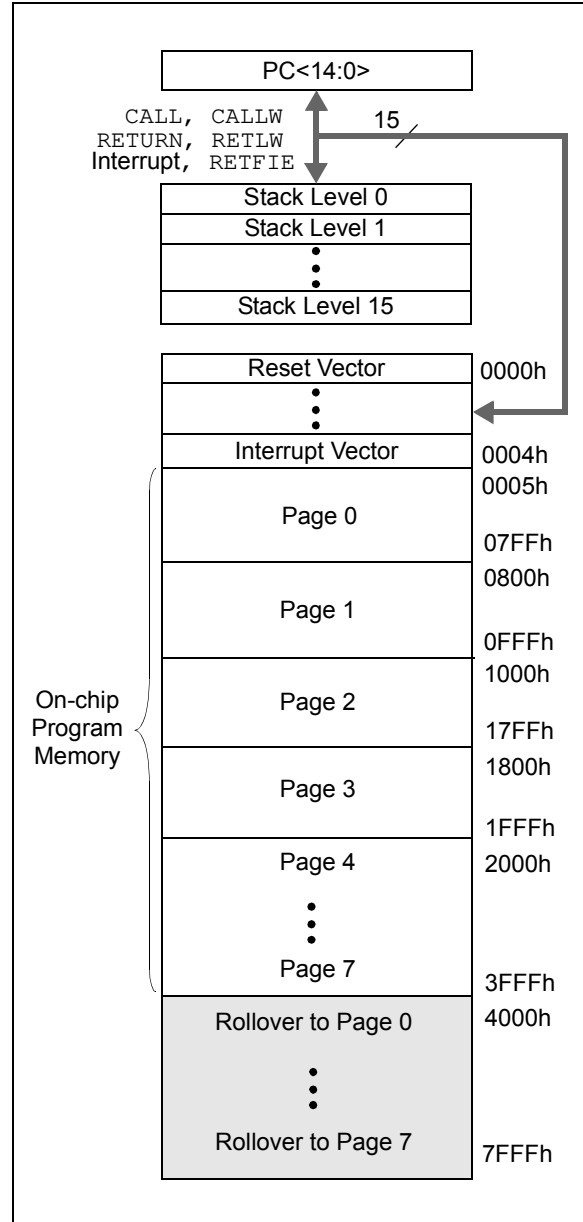 PC<14:0>
CALL, CALLW
15
RETURN, RETLW
Interrupt, RETFIE
Stack Level 0
Stack Level 1
Stack Level 15
Reset Vector
0000h
Interrupt Vector
0004h
0005h
Page 0
07FFh
0800h
Page 1
0FFFh
1000h
On-chip
Program
Memory
Page 2
17FFh
1800h
Page 3
1FFFh
Page 4
2000h
Page 7
3FFFh
Rollover to Page 0
4000h
Rollover to Page 7
7FFFh